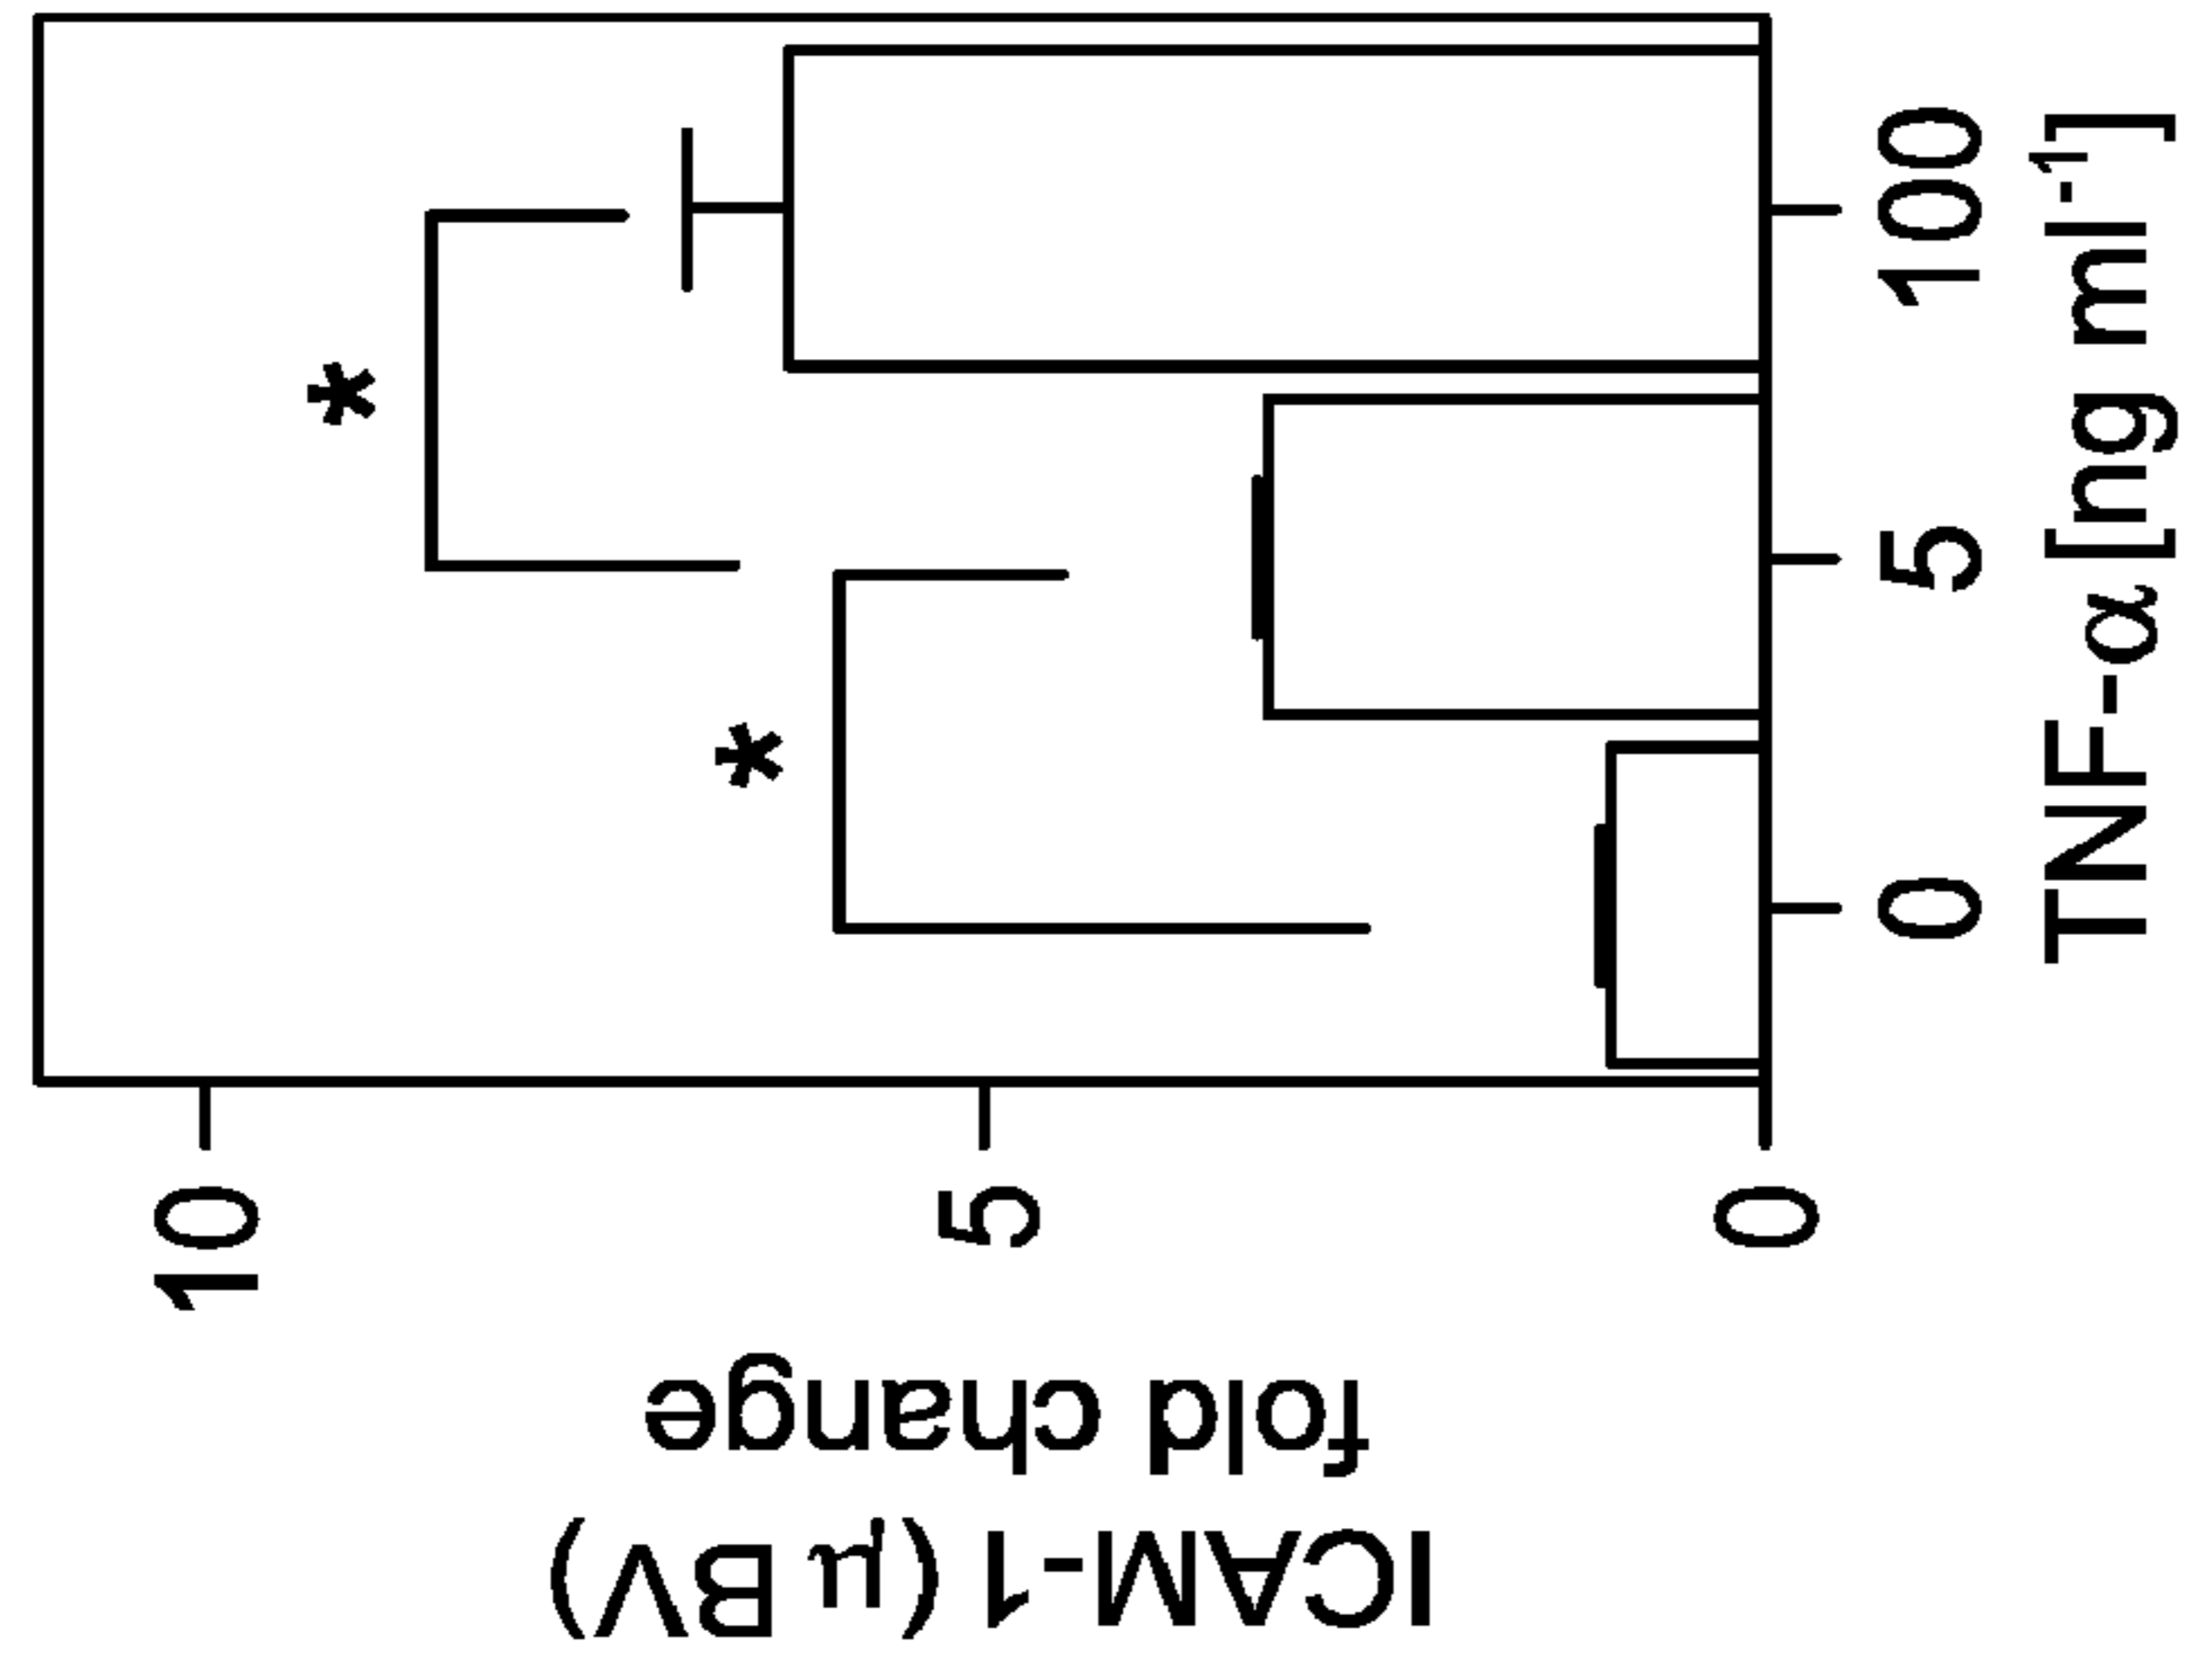 ICAM-1 (µ BV)
fold change
10
5
0
*
*
0 5 100
TNF-α [ng ml⁻¹]